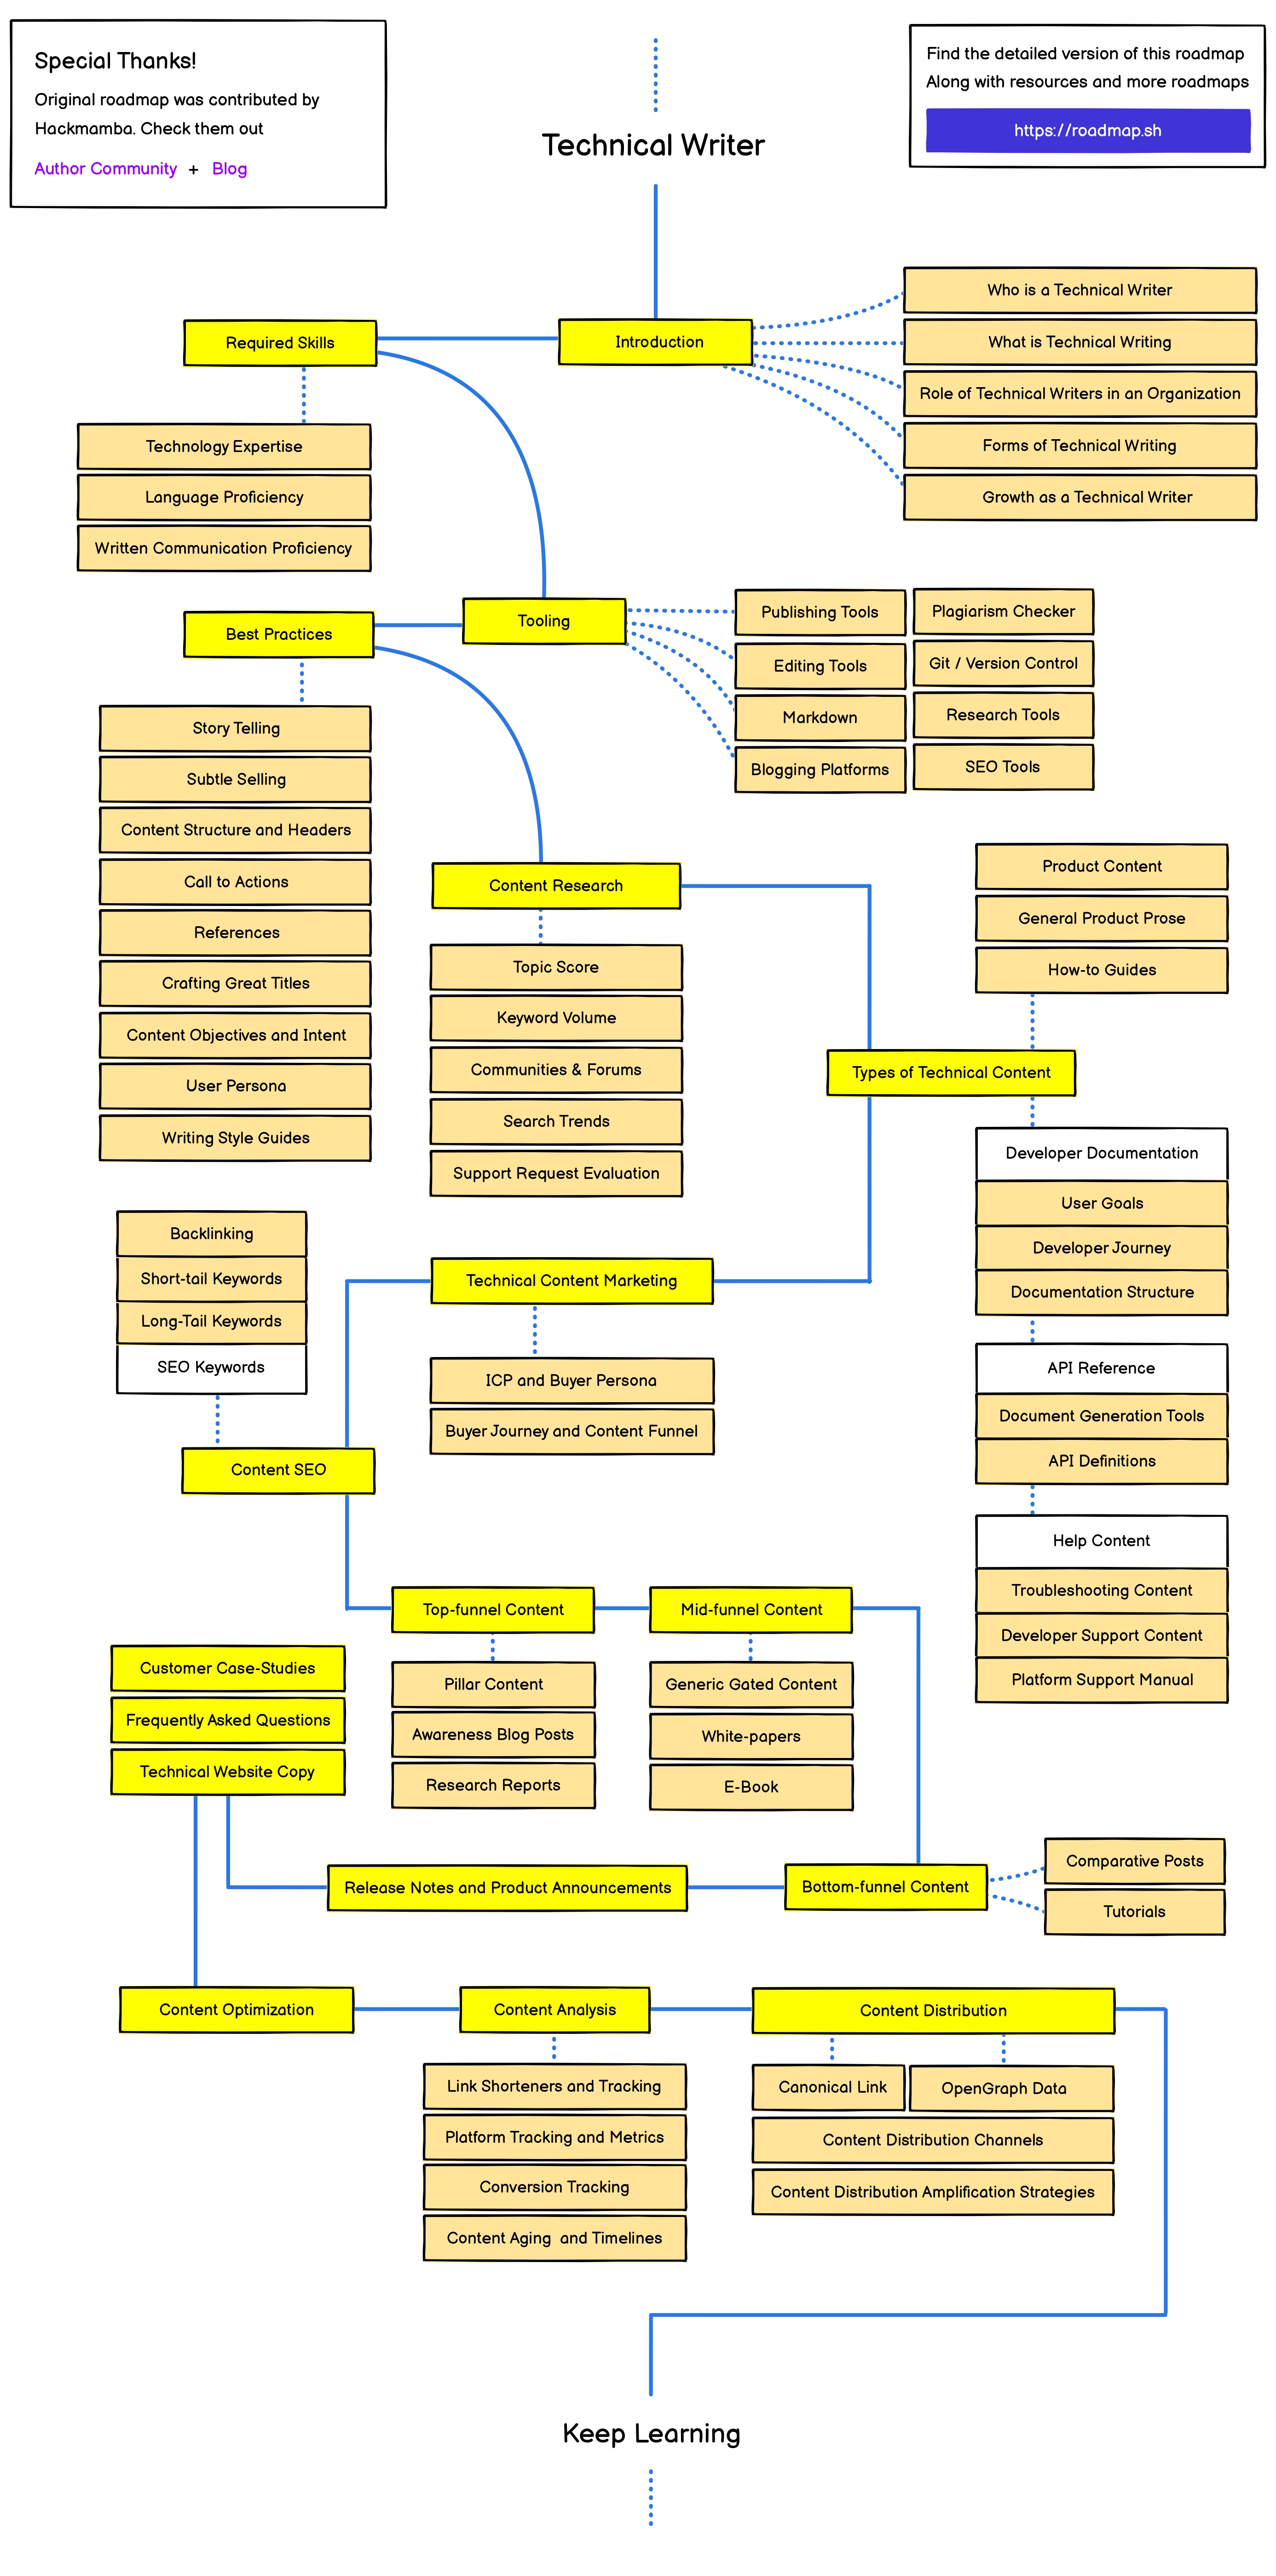 Special Thanks!
Original roadmap was contributed by
Hackmamba. Check them out
Author Community + Blog
Technical Writer
Find the detailed version of this roadmap
Along with resources and more roadmaps
https://roadmap.sh
Introduction
Who is a Technical Writer
What is Technical Writing
Role of Technical Writers in an Organization
Forms of Technical Writing
Growth as a Technical Writer
Required Skills
Technology Expertise
Language Proficiency
Written Communication Proficiency
Tooling
Publishing Tools
Editing Tools
Markdown
Blogging Platforms
Plagiarism Checker
Git / Version Control
Research Tools
SEO Tools
Best Practices
Story Telling
Subtle Selling
Content Structure and Headers
Call to Actions
References
Crafting Great Titles
Content Objectives and Intent
User Persona
Writing Style Guides
Content Research
Topic Score
Keyword Volume
Communities & Forums
Search Trends
Support Request Evaluation
Product Content
General Product Prose
How-to Guides
Types of Technical Content
Developer Documentation
User Goals
Developer Journey
Documentation Structure
API Reference
Document Generation Tools
API Definitions
Help Content
Troubleshooting Content
Developer Support Content
Platform Support Manual
Technical Content Marketing
ICP and Buyer Persona
Buyer Journey and Content Funnel
Backlinking
Short-tail Keywords
Long-Tail Keywords
SEO Keywords
Content SEO
Top-funnel Content
Pillar Content
Awareness Blog Posts
Research Reports
Mid-funnel Content
Generic Gated Content
White-papers
E-Book
Bottom-funnel Content
Comparative Posts
Tutorials
Release Notes and Product Announcements
Customer Case-Studies
Frequently Asked Questions
Technical Website Copy
Content Optimization
Content Analysis
Link Shorteners and Tracking
Platform Tracking and Metrics
Conversion Tracking
Content Aging  and Timelines
Content Distribution
Canonical Link
OpenGraph Data
Content Distribution Channels
Content Distribution Amplification Strategies
Keep Learning